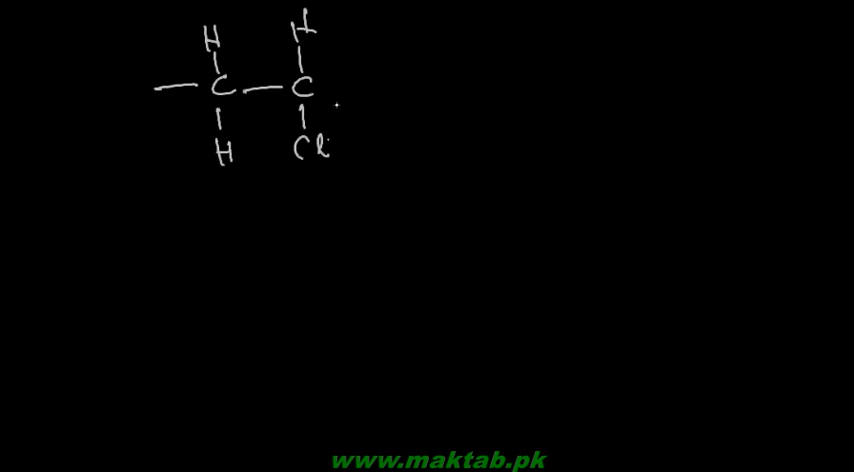 H H
— C — C
H Cl
www.maktab.pk